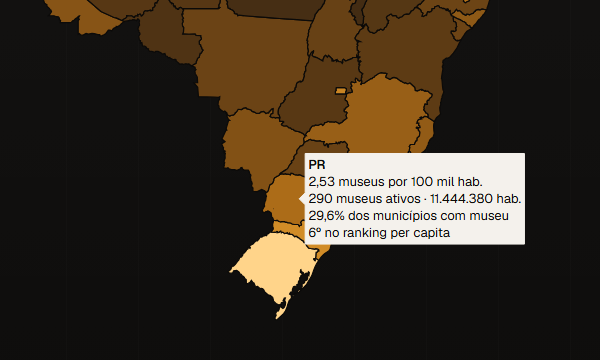 PR
2,53 museus por 100 mil hab.
290 museus ativos · 11.444.380 hab.
29,6% dos municípios com museu
6º no ranking per capita